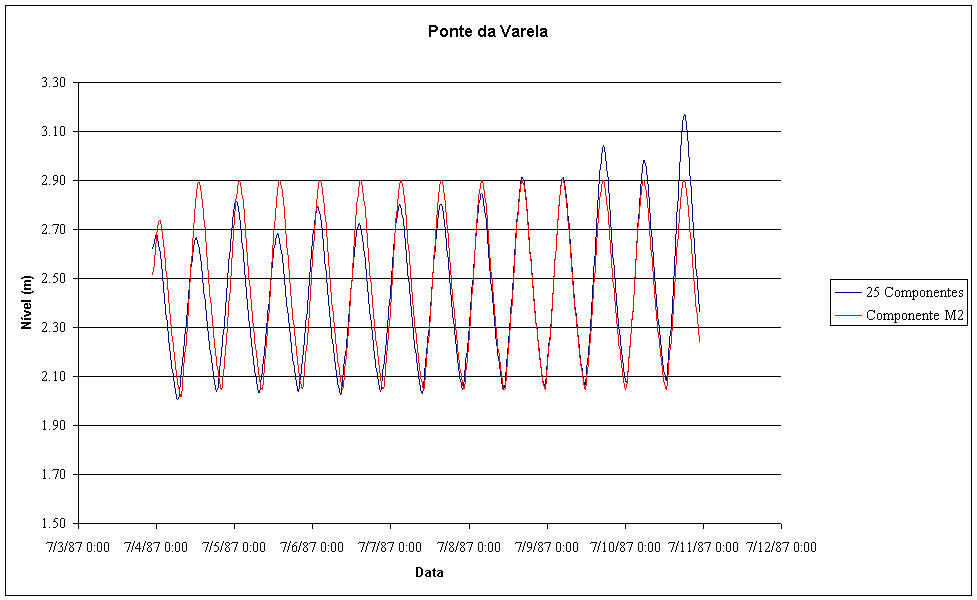 Ponte da Varela
3.30
3.10
2.90
2.70
2.50
2.30
2.10
1.90
1.70
1.50
Nível (m)
7/3/87 0:00 7/4/87 0:00 7/5/87 0:00 7/6/87 0:00 7/7/87 0:00 7/8/87 0:00 7/9/87 0:00 7/10/87 0:00 7/11/87 0:00 7/12/87 0:00
Data
25 Componentes
Componente M2